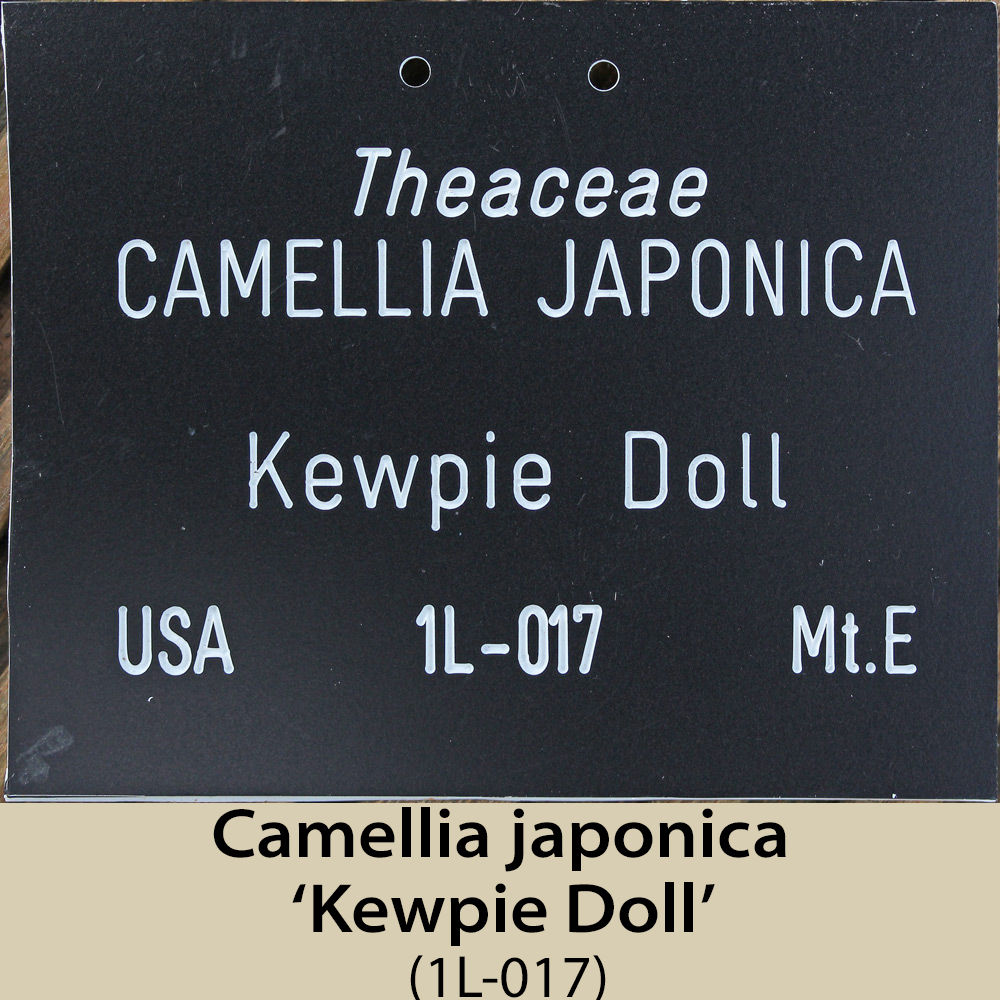 Theaceae
CAMELLIA JAPONICA
Kewpie Doll
USA 1L-017 Mt.E
Camellia japonica
‘Kewpie Doll’
(1L-017)